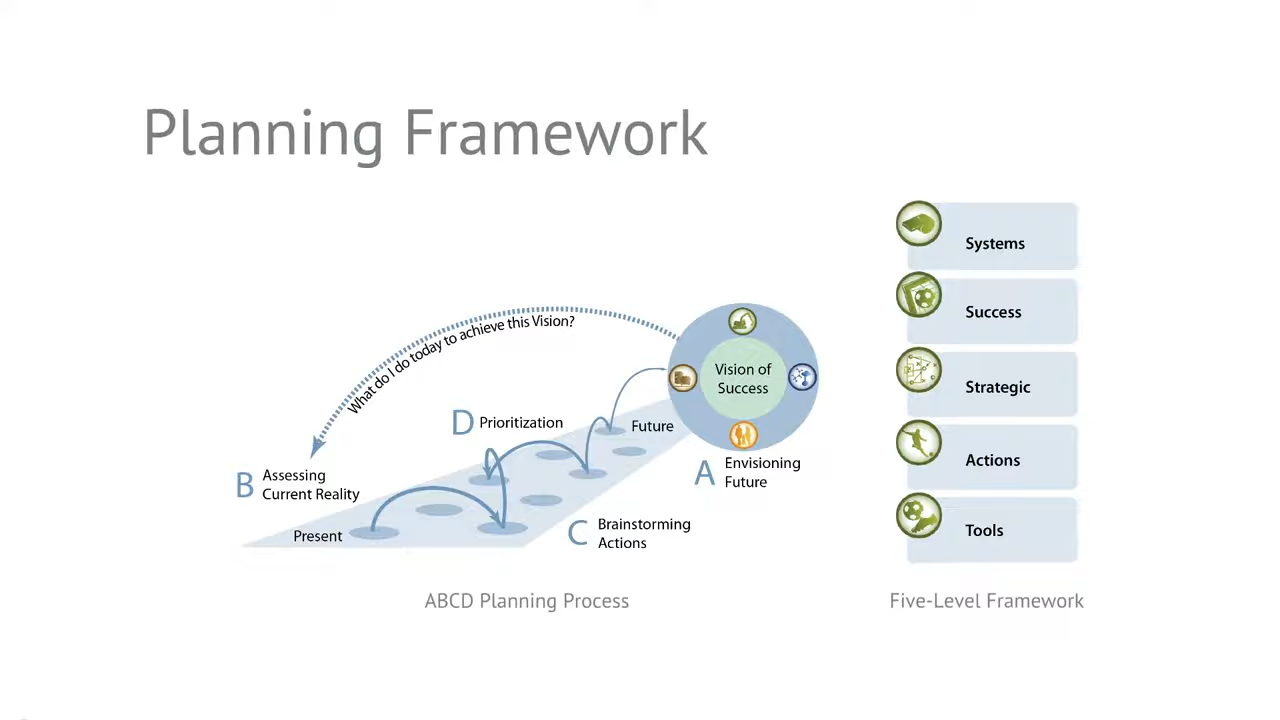 Planning Framework
What do I do today to achieve this Vision?
Vision of
Success
D Prioritization
Future
B Assessing
Current Reality
A Envisioning
Future
Present
C Brainstorming
Actions
ABCD Planning Process
Systems
Success
Strategic
Actions
Tools
Five-Level Framework